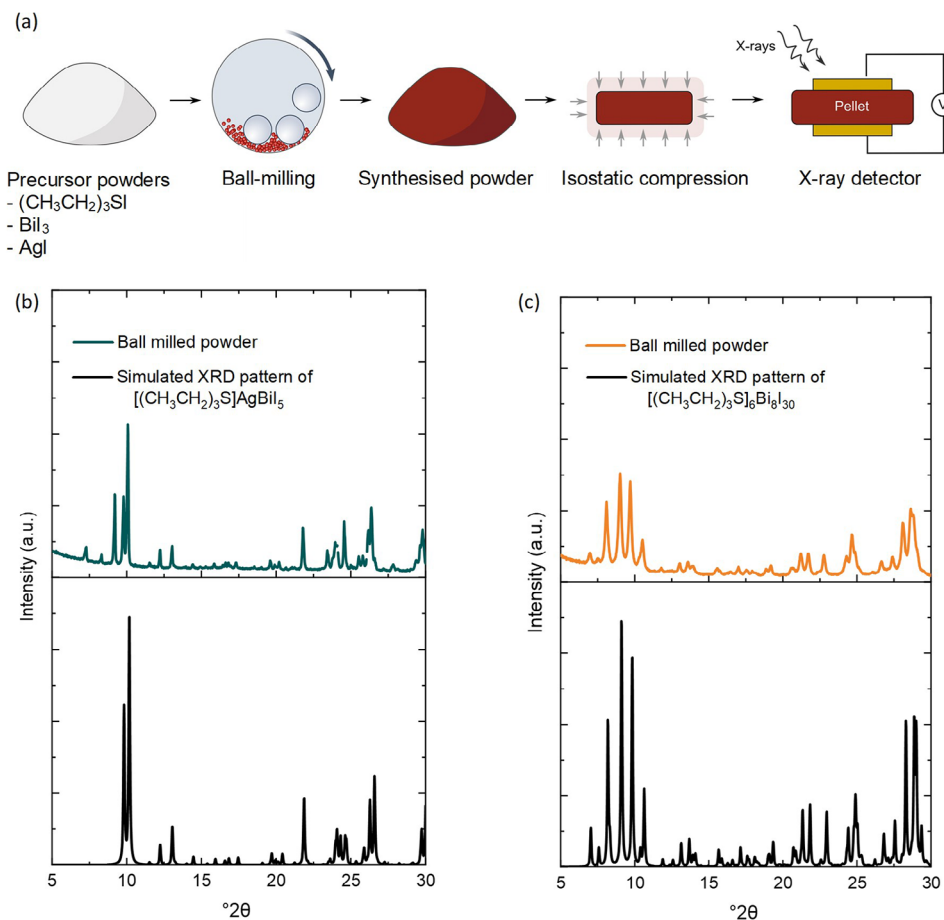 (a)
X-rays
Pellet
V
Precursor powders
- (CH₃CH₂)₃SI
- BiI₃
- AgI
Ball-milling
Synthesised powder
Isostatic compression
X-ray detector
(b)
Ball milled powder
Simulated XRD pattern of
[(CH₃CH₂)₃S]AgBiI₅
Intensity (a.u.)
5 10 15 20 25 30
°2θ
(c)
Ball milled powder
Simulated XRD pattern of
[(CH₃CH₂)₃S]₆Bi₈I₃₀
Intensity (a.u.)
5 10 15 20 25 30
°2θ